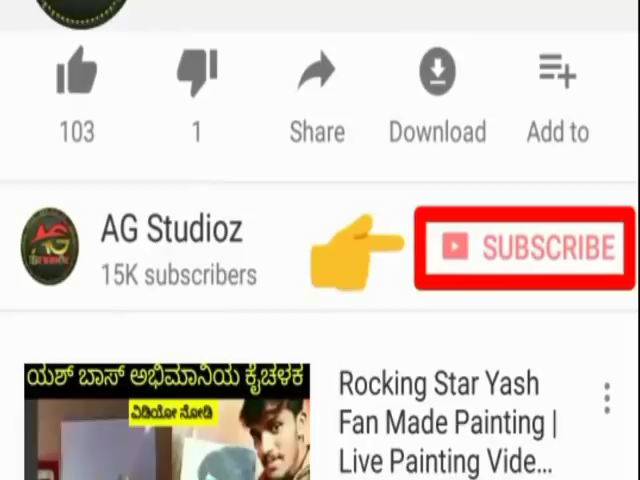 103
1
Share
Download
Add to
AG Studioz
15K subscribers
SUBSCRIBE
ಯಶ್ ಬಾಸ್ ಅಭಿಮಾನಿಯ ಕೈಚಳಕ
ವಿಡಿಯೋ ನೋಡಿ
Rocking Star Yash
Fan Made Painting |
Live Painting Vide...